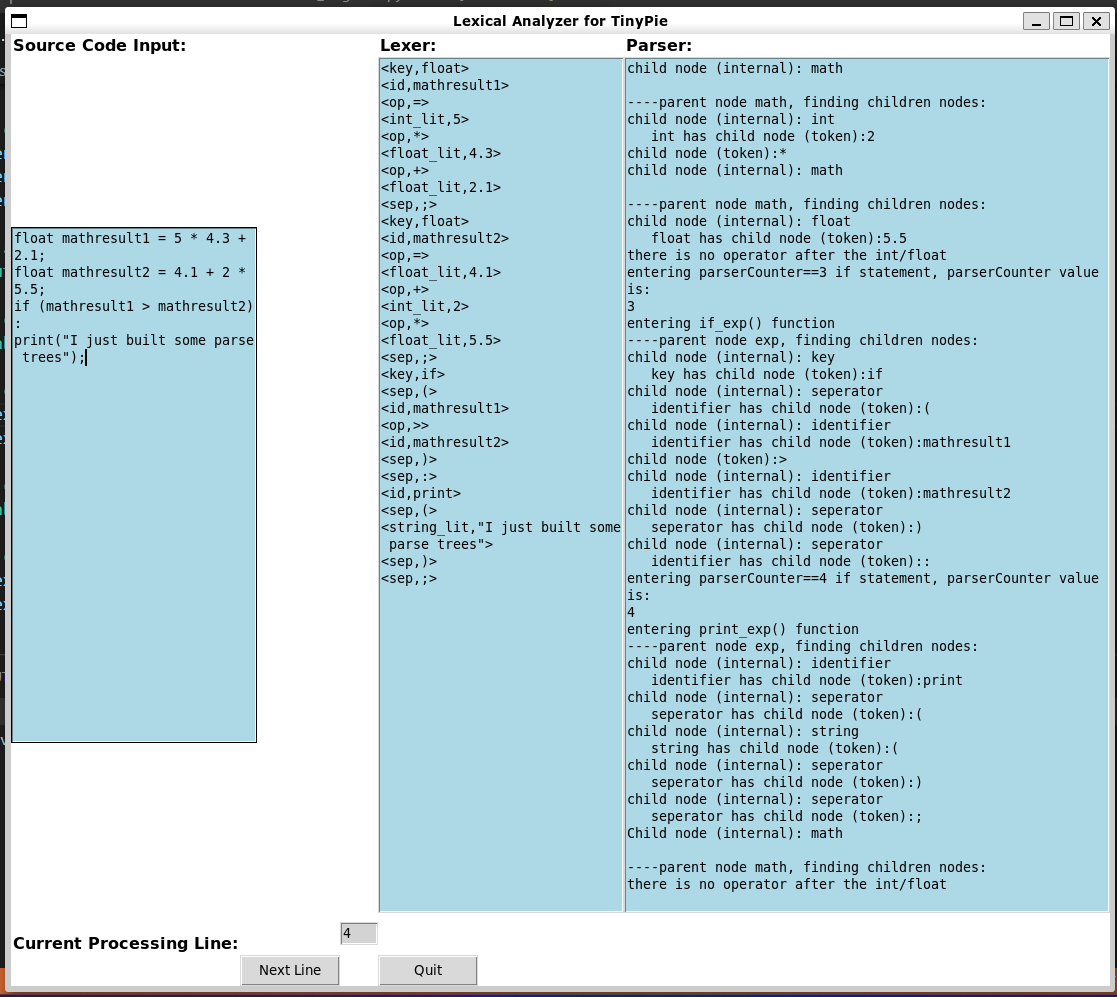 Lexical Analyzer for TinyPie
Source Code Input:
float mathresult1 = 5 * 4.3 +
2.1;
float mathresult2 = 4.1 + 2 *
5.5;
if (mathresult1 > mathresult2)
:
print("I just built some parse
 trees");
Lexer:
<key,float>
<id,mathresult1>
<op,=>
<int_lit,5>
<op,*>
<float_lit,4.3>
<op,+>
<float_lit,2.1>
<sep,;>
<key,float>
<id,mathresult2>
<op,=>
<float_lit,4.1>
<op,+>
<int_lit,2>
<op,*>
<float_lit,5.5>
<sep,;>
<key,if>
<sep,(>
<id,mathresult1>
<op,>>
<id,mathresult2>
<sep,)>
<sep,:>
<id,print>
<sep,(>
<string_lit,"I just built some
 parse trees">
<sep,)>
<sep,;>
Parser:
child node (internal): math
----parent node math, finding children nodes:
child node (internal): int
   int has child node (token):2
child node (token):*
child node (internal): math
----parent node math, finding children nodes:
child node (internal): float
   float has child node (token):5.5
there is no operator after the int/float
entering parserCounter==3 if statement, parserCounter value
is:
3
entering if_exp() function
----parent node exp, finding children nodes:
child node (internal): key
   key has child node (token):if
child node (internal): seperator
   identifier has child node (token):(
child node (internal): identifier
   identifier has child node (token):mathresult1
child node (token):>
child node (internal): identifier
   identifier has child node (token):mathresult2
child node (internal): seperator
   seperator has child node (token):)
child node (internal): seperator
   identifier has child node (token)::
entering parserCounter==4 if statement, parserCounter value
is:
4
entering print_exp() function
----parent node exp, finding children nodes:
child node (internal): identifier
   identifier has child node (token):print
child node (internal): seperator
   seperator has child node (token):(
child node (internal): string
   string has child node (token):(
child node (internal): seperator
   seperator has child node (token):)
child node (internal): seperator
   seperator has child node (token):;
Child node (internal): math
----parent node math, finding children nodes:
there is no operator after the int/float
Current Processing Line:
4
Next Line
Quit